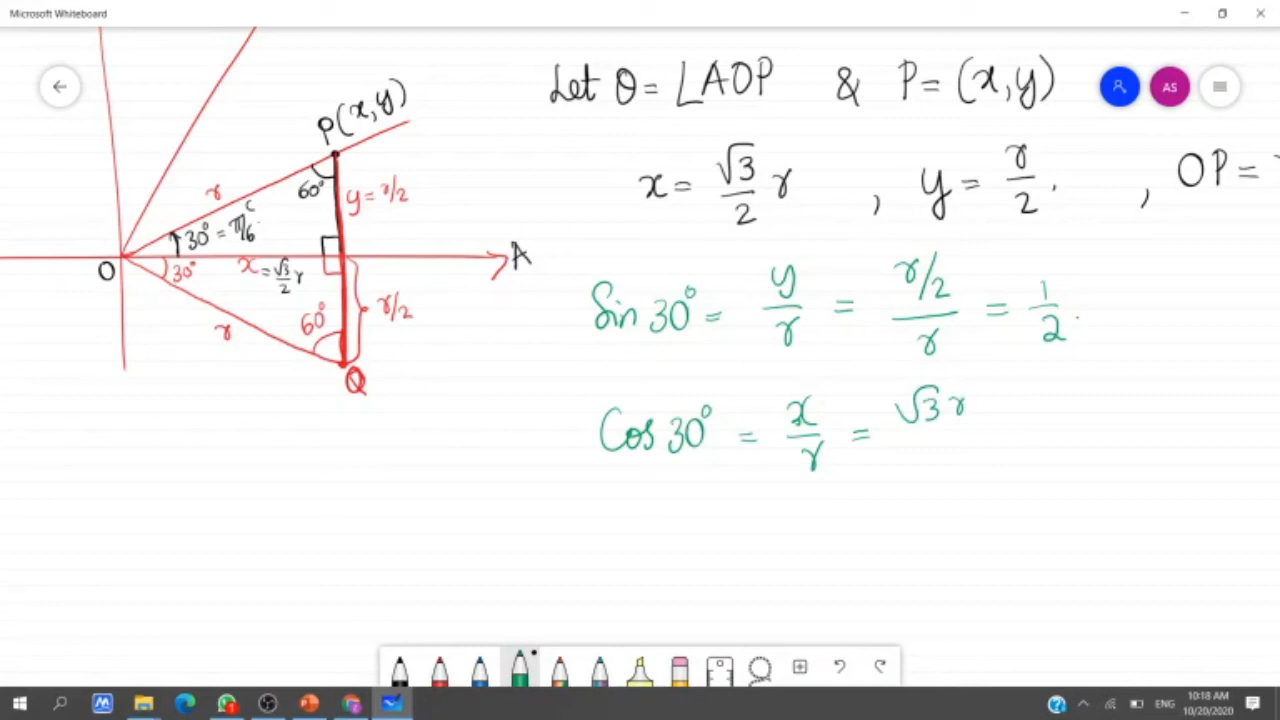 Microsoft Whiteboard
Let θ = ∠AOP & P = (x,y)
AS
P(x,y)
x = √3/2 r , y = r/2 . , OP =
r
60°
y = r/2
30° = π/6 c
O
30°
x = √3/2 r
A
r
60°
r/2
Q
Sin 30° = y/r = r/2/r = 1/2 .
Cos 30° = x/r = √3 r
ENG
10:18 AM
10/20/2020